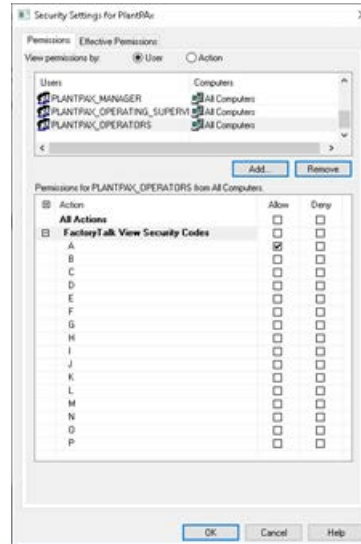 Security Settings for PlantPAx
Permissions Effective Permissions
View permissions by: User Action
Users Computers
PLANTPAX_MANAGER All Computers
PLANTPAX_OPERATING_SUPERVI All Computers
PLANTPAX_OPERATORS All Computers
Add... Remove
Permissions for PLANTPAX_OPERATORS from All Computers:
Action Allow Deny
All Actions
FactoryTalk View Security Codes
A
B
C
D
E
F
G
H
I
J
K
L
M
N
O
P
OK Cancel Help